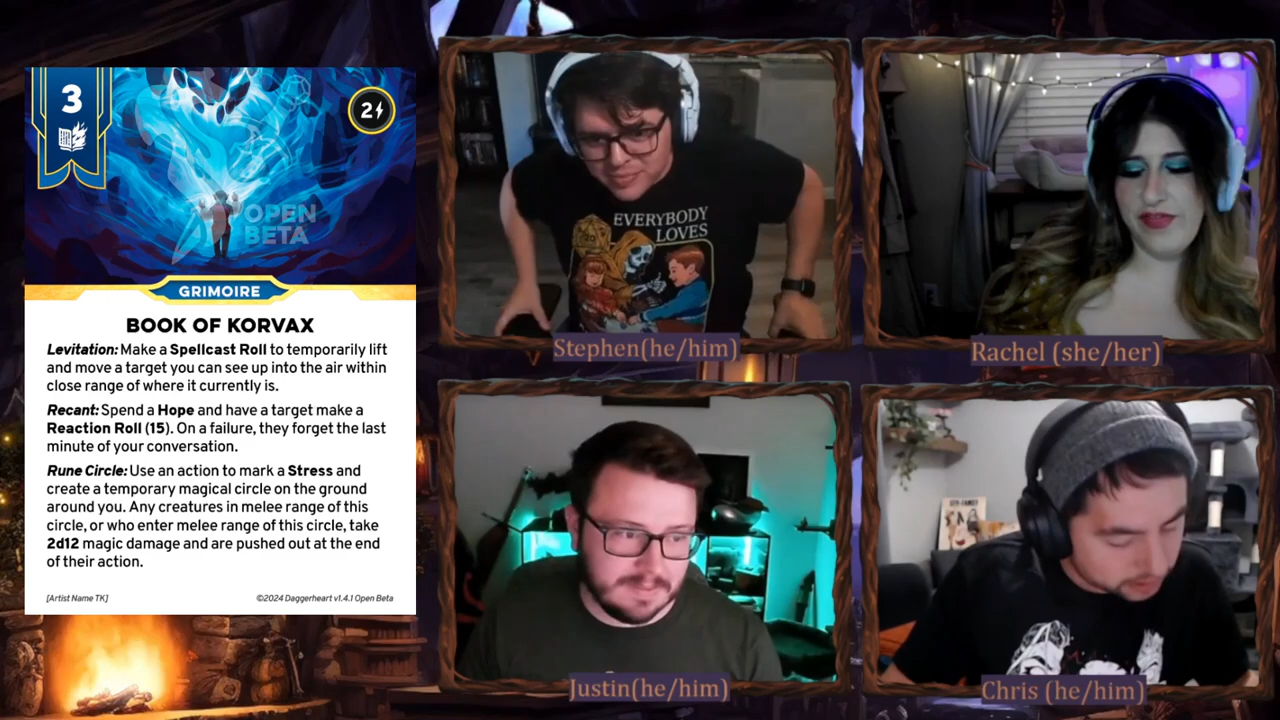 3
2
OPEN
BETA
GRIMOIRE
BOOK OF KORVAX
Levitation: Make a Spellcast Roll to temporarily lift
and move a target you can see up into the air within
close range of where it currently is.
Recant: Spend a Hope and have a target make a
Reaction Roll (15). On a failure, they forget the last
minute of your conversation.
Rune Circle: Use an action to mark a Stress and
create a temporary magical circle on the ground
around you. Any creatures in melee range of this
circle, or who enter melee range of this circle, take
2d12 magic damage and are pushed out at the end
of their action.
[Artist Name TK] ©2024 Daggerheart v1.4.1 Open Beta
EVERYBODY
LOVES
20
Stephen(he/him)
Rachel (she/her)
Justin(he/him)
Chris (he/him)